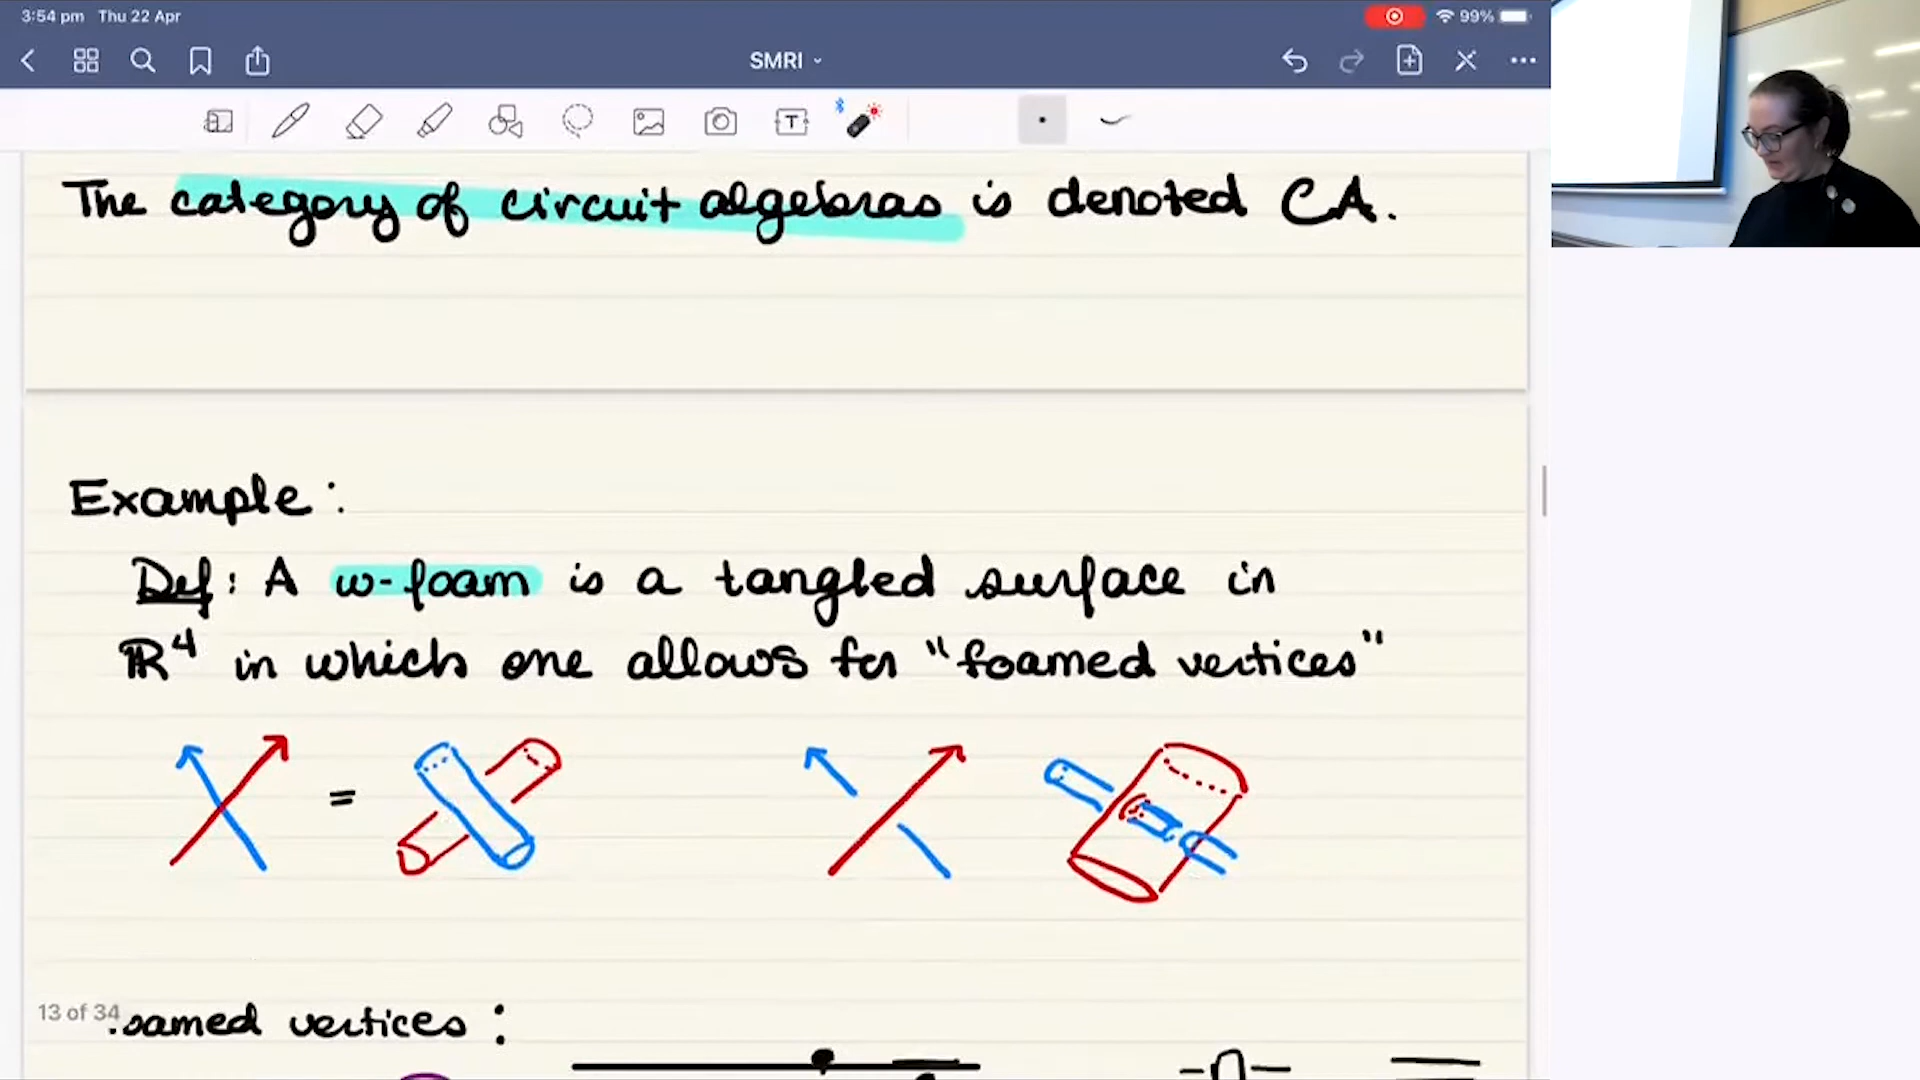 3:54 pm Thu 22 Apr
99%
SMRI
T
The category of circuit algebras is denoted CA.
Example:
Def: A w-foam is a tangled surface in
ℝ⁴ in which one allows for "foamed vertices"
=
13 of 34
oamed vertices :